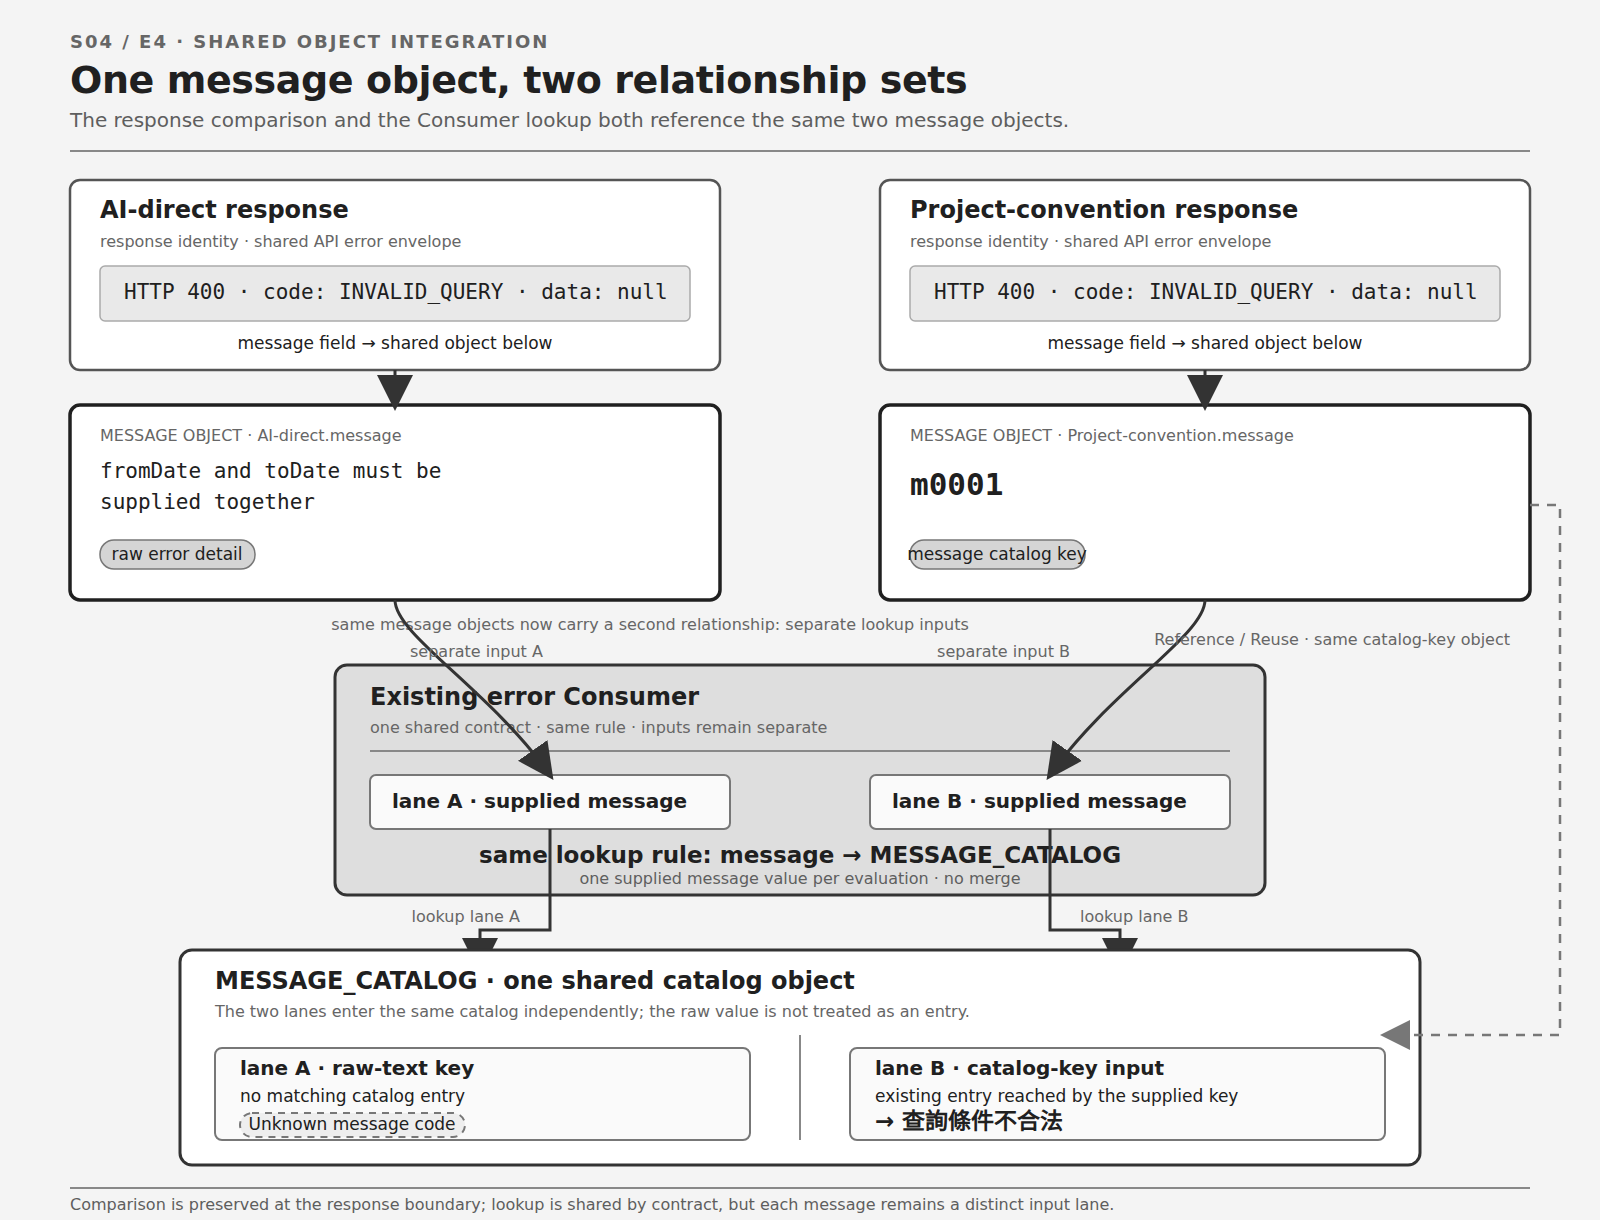 S04 / E4 · SHARED OBJECT INTEGRATION
One message object, two relationship sets
The response comparison and the Consumer lookup both reference the same two message objects.
AI-direct response
response identity · shared API error envelope
HTTP 400 · code: INVALID_QUERY · data: null
message field → shared object below
Project-convention response
response identity · shared API error envelope
HTTP 400 · code: INVALID_QUERY · data: null
message field → shared object below
MESSAGE OBJECT · AI-direct.message
fromDate and toDate must be
supplied together
raw error detail
MESSAGE OBJECT · Project-convention.message
m0001
message catalog key
same message objects now carry a second relationship: separate lookup inputs
separate input A
separate input B
Reference / Reuse · same catalog-key object
Existing error Consumer
one shared contract · same rule · inputs remain separate
lane A · supplied message
lane B · supplied message
same lookup rule: message → MESSAGE_CATALOG
one supplied message value per evaluation · no merge
lookup lane A
lookup lane B
MESSAGE_CATALOG · one shared catalog object
The two lanes enter the same catalog independently; the raw value is not treated as an entry.
lane A · raw-text key
no matching catalog entry
Unknown message code
lane B · catalog-key input
existing entry reached by the supplied key
→ 查詢條件不合法
Comparison is preserved at the response boundary; lookup is shared by contract, but each message remains a distinct input lane.